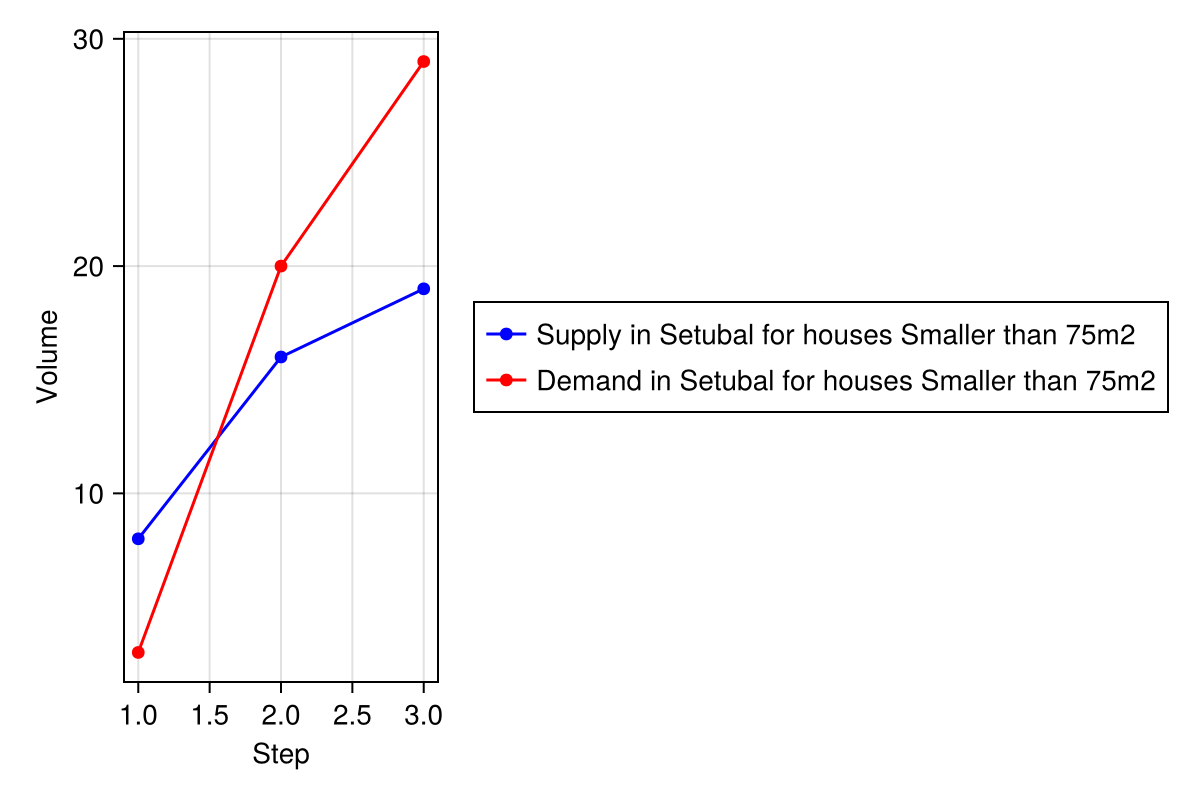 30
20
10
Volume
1.0 1.5 2.0 2.5 3.0
Step
Supply in Setubal for houses Smaller than 75m2
Demand in Setubal for houses Smaller than 75m2